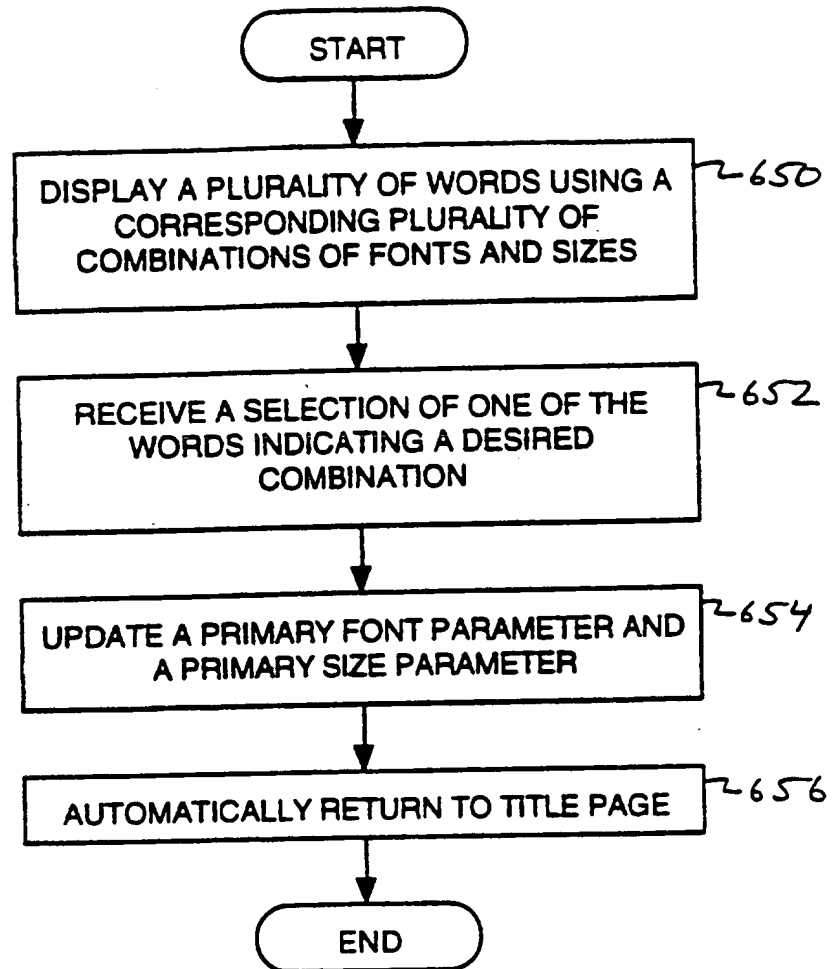 START
DISPLAY A PLURALITY OF WORDS USING A
CORRESPONDING PLURALITY OF
COMBINATIONS OF FONTS AND SIZES
650
RECEIVE A SELECTION OF ONE OF THE
WORDS INDICATING A DESIRED
COMBINATION
652
UPDATE A PRIMARY FONT PARAMETER AND
A PRIMARY SIZE PARAMETER
654
AUTOMATICALLY RETURN TO TITLE PAGE
656
END